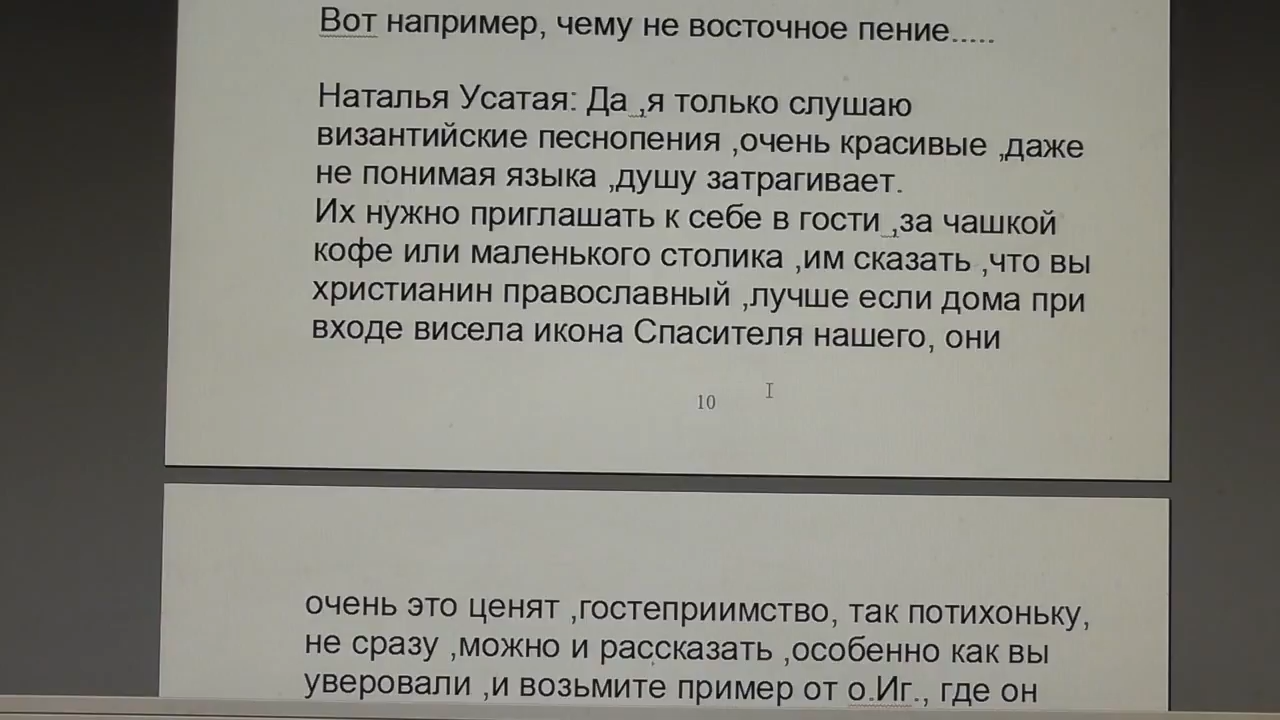 Вот например, чему не восточное пение.....
Наталья Усатая: Да ,я только слушаю
византийские песнопения ,очень красивые ,даже
не понимая языка ,душу затрагивает.
Их нужно приглашать к себе в гости ,за чашкой
кофе или маленького столика ,им сказать ,что вы
христианин православный ,лучше если дома при
входе висела икона Спасителя нашего, они
10
очень это ценят ,гостеприимство, так потихоньку,
не сразу ,можно и рассказать ,особенно как вы
уверовали ,и возьмите пример от о.Иг., где он